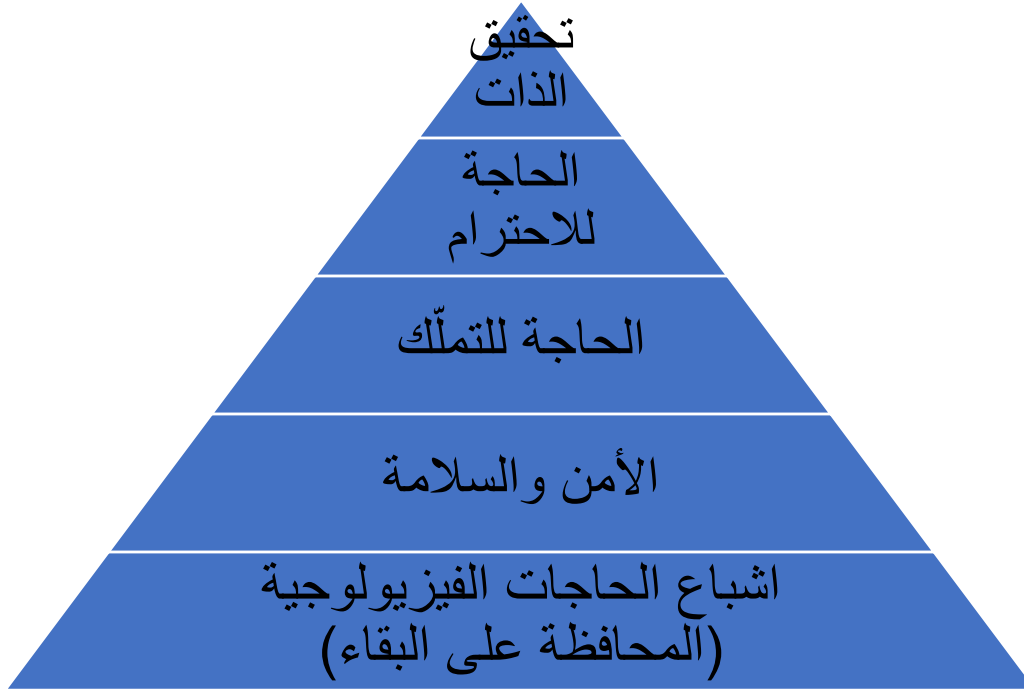 تحقيق
الذات
الحاجة
للاحترام
الحاجة للتملّك
الأمن والسلامة
اشباع الحاجات الفيزيولوجية
(المحافظة على البقاء)